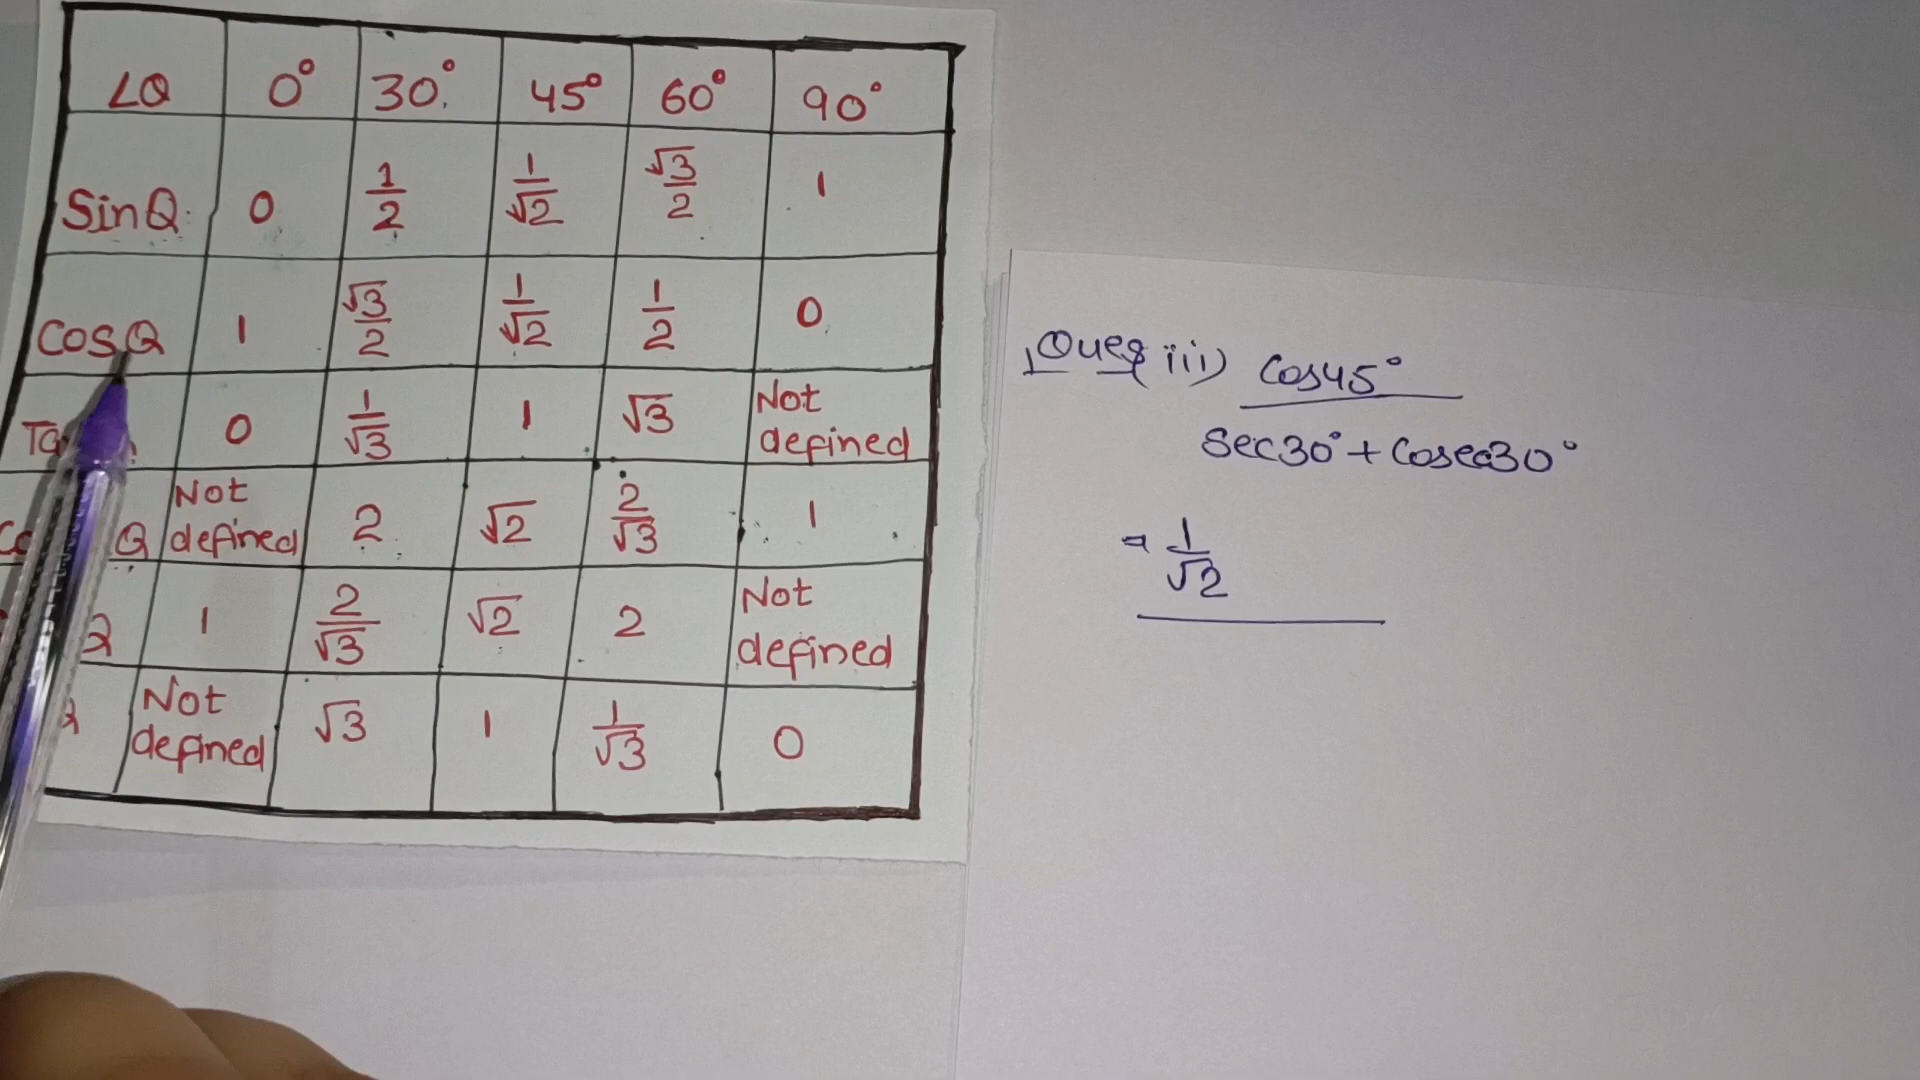 ∠Q 0° 30° 45° 60° 90°
SinQ 0 1/2 1/√2 √3/2 1
CosQ 1 √3/2 1/√2 1/2 0
0 1/√3 1 √3 Not defined
Q Not defined 2 √2 2/√3 1
Q 1 2/√3 √2 2 Not defined
Not defined √3 1 1/√3 0
Ques iii) Cos45°
Sec30° + Cosec30°
= 1/√2